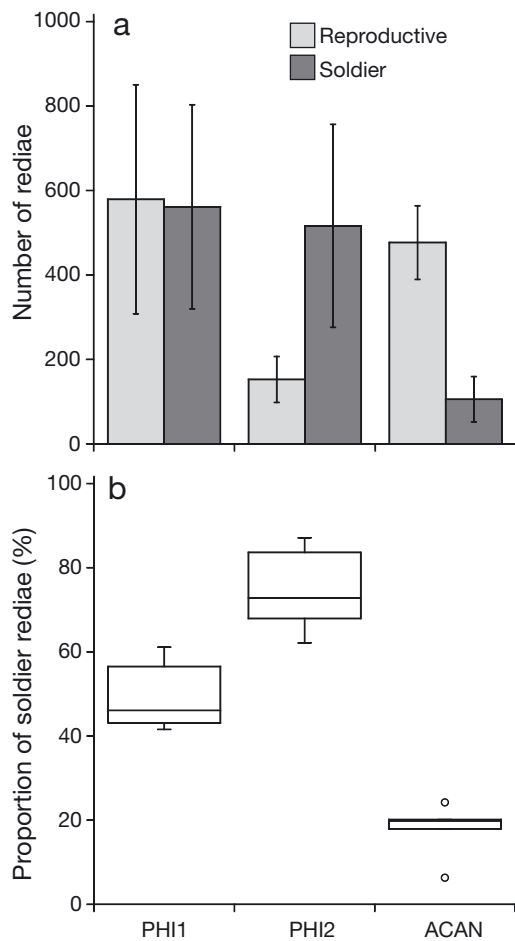 a
Reproductive
Soldier
Number of rediae
1000
800
600
400
200
0
b
Proportion of soldier rediae (%)
100
80
60
40
20
0
PHI1 PHI2 ACAN